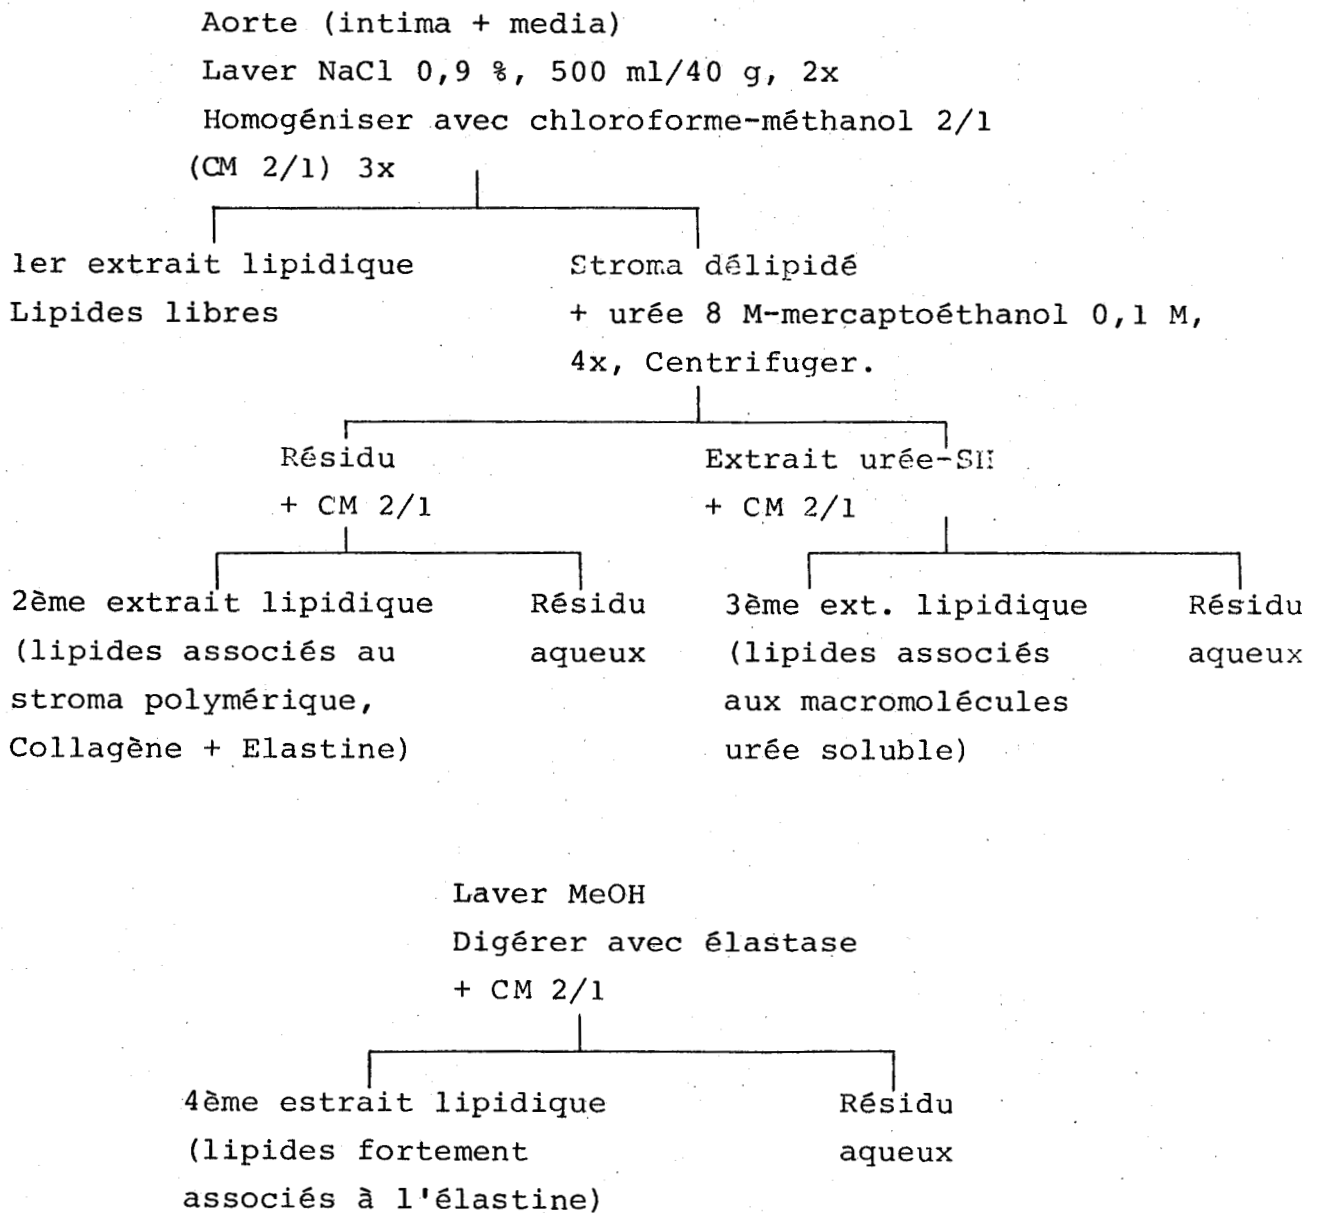 Aorte (intima + media)
Laver NaCl 0,9 %, 500 ml/40 g, 2x
Homogéniser avec chloroforme-méthanol 2/1
(CM 2/1) 3x
1er extrait lipidique
Lipides libres
Stroma délipidé
+ urée 8 M-mercaptoéthanol 0,1 M,
4x, Centrifuger.
Résidu
+ CM 2/1
Extrait urée-SH
+ CM 2/1
2ème extrait lipidique
(lipides associés au
stroma polymérique,
Collagène + Elastine)
Résidu
aqueux
3ème ext. lipidique
(lipides associés
aux macromolécules
urée soluble)
Résidu
aqueux
Laver MeOH
Digérer avec élastase
+ CM 2/1
4ème estrait lipidique
(lipides fortement
associés à l'élastine)
Résidu
aqueux